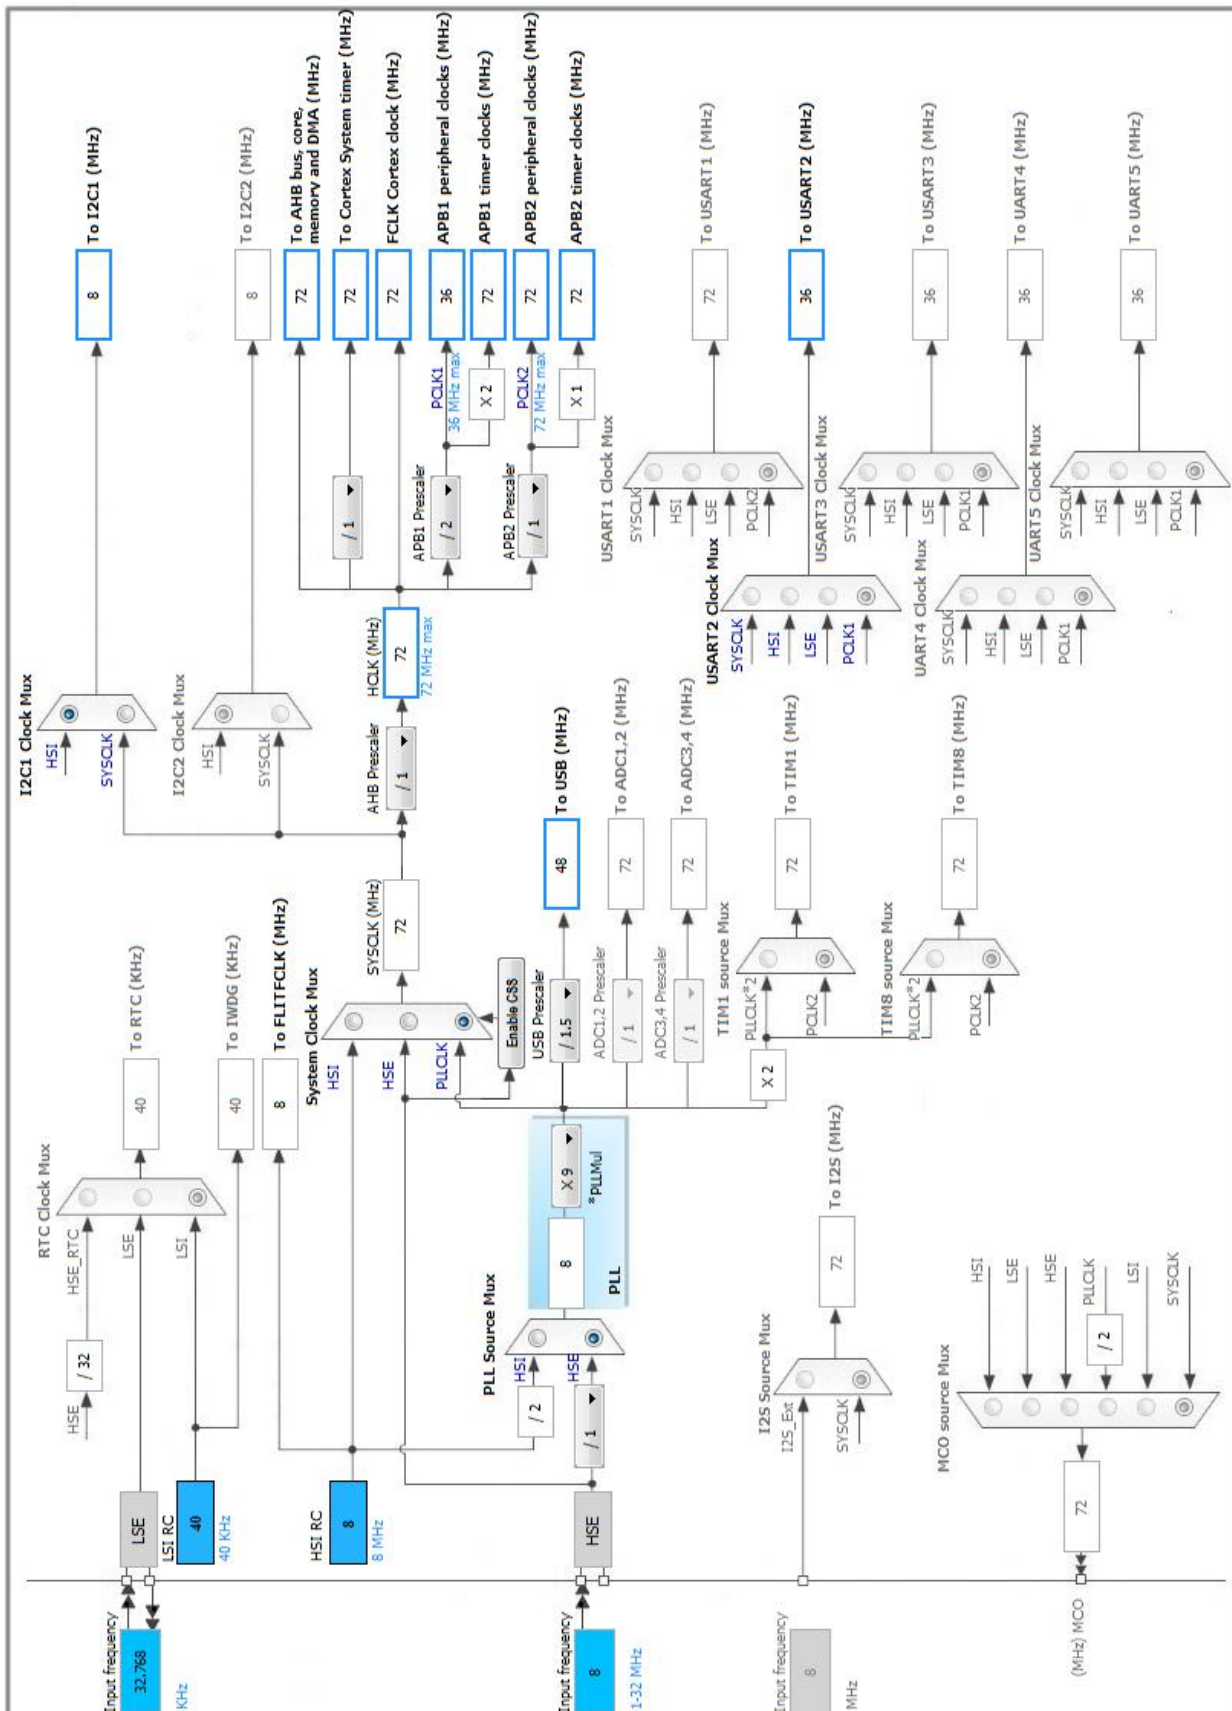 Input frequency
32.768
KHz
LSE
LSI RC
40
40 KHz
HSE
/ 32
HSE_RTC
LSE
LSI
RTC Clock Mux
40
To RTC (KHz)
40
To IWDG (KHz)
8
To FLITFCLK (MHz)
HSI RC
8
8 MHz
Input frequency
8
1-32 MHz
HSE
/ 2
/ 1
HSI
HSE
PLL Source Mux
8
X 9
*PLLMul
PLL
System Clock Mux
HSI
HSE
PLLCLK
Enable CSS
SYSCLK (MHz)
72
AHB Prescaler
/ 1
HCLK (MHz)
72
72 MHz max
I2C1 Clock Mux
HSI
SYSCLK
8
To I2C1 (MHz)
I2C2 Clock Mux
HSI
SYSCLK
8
To I2C2 (MHz)
72
To AHB bus, core,
memory and DMA (MHz)
/ 1
72
To Cortex System timer (MHz)
72
FCLK Cortex clock (MHz)
APB1 Prescaler
/ 2
PCLK1
36 MHz max
36
APB1 peripheral clocks (MHz)
X 2
72
APB1 timer clocks (MHz)
APB2 Prescaler
/ 1
PCLK2
72 MHz max
72
APB2 peripheral clocks (MHz)
X 1
72
APB2 timer clocks (MHz)
USB Prescaler
/ 1.5
48
To USB (MHz)
ADC1,2 Prescaler
/ 1
72
To ADC1,2 (MHz)
ADC3,4 Prescaler
/ 1
72
To ADC3,4 (MHz)
X 2
TIM1 source Mux
PLLCLK*2
PCLK2
72
To TIM1 (MHz)
TIM8 source Mux
PLLCLK*2
PCLK2
72
To TIM8 (MHz)
USART1 Clock Mux
SYSCLK
HSI
LSE
PCLK2
72
To USART1 (MHz)
USART2 Clock Mux
SYSCLK
HSI
LSE
PCLK1
36
To USART2 (MHz)
USART3 Clock Mux
SYSCLK
HSI
LSE
PCLK1
36
To USART3 (MHz)
UART4 Clock Mux
SYSCLK
HSI
LSE
PCLK1
36
To UART4 (MHz)
UART5 Clock Mux
SYSCLK
HSI
LSE
PCLK1
36
To UART5 (MHz)
Input frequency
8
MHz
I2S Source Mux
I2S_Ext
SYSCLK
72
To I2S (MHz)
(MHz) MCO
72
MCO source Mux
HSI
LSE
HSE
/ 2
PLLCLK
LSI
SYSCLK